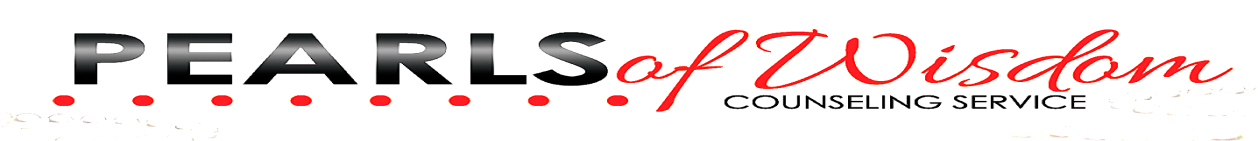 PEARLS of Wisdom
COUNSELING SERVICE